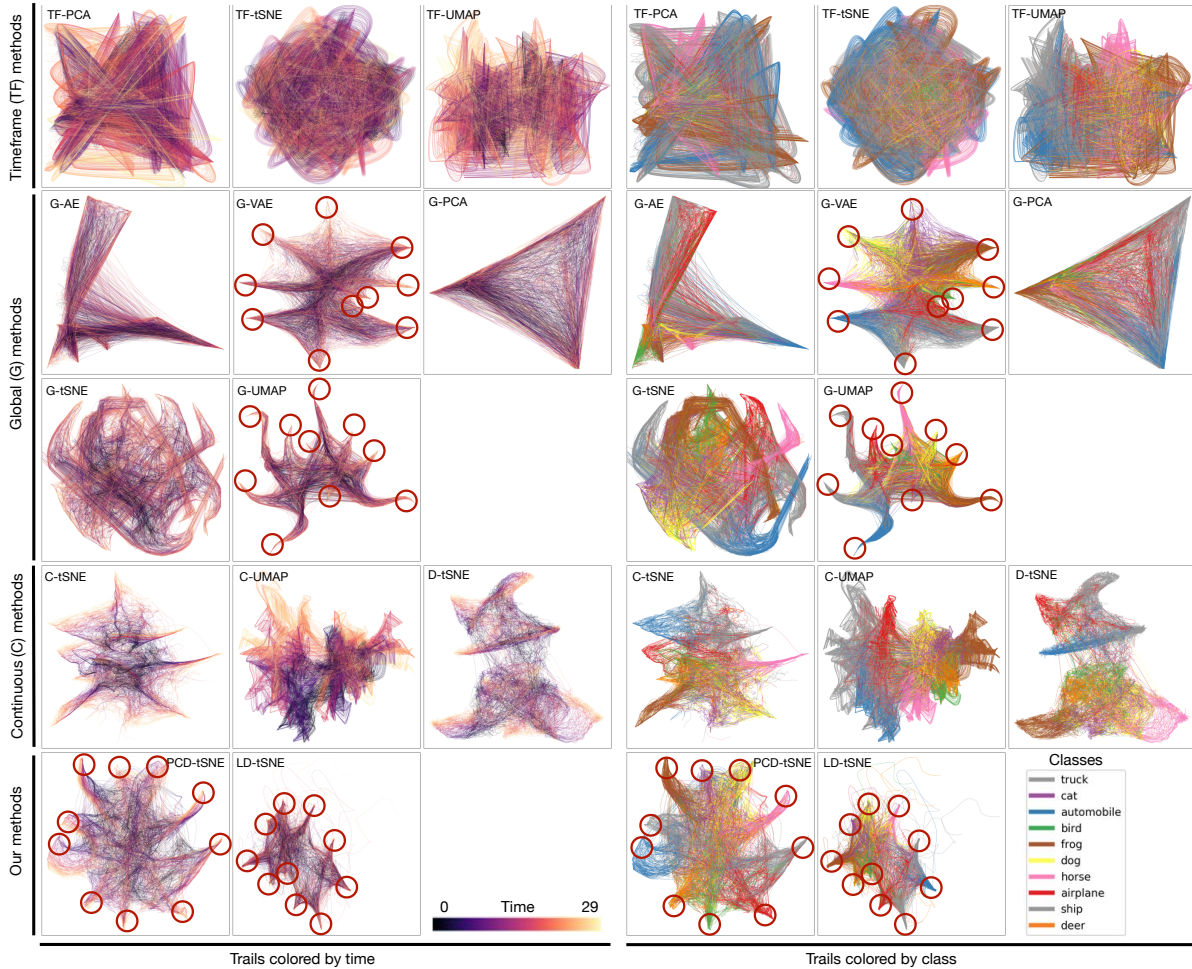 Timeframe (TF) methods
TF-PCA
TF-tSNE
TF-UMAP
TF-PCA
TF-tSNE
TF-UMAP
Global (G) methods
G-AE
G-VAE
G-PCA
G-AE
G-VAE
G-PCA
G-tSNE
G-UMAP
G-tSNE
G-UMAP
Continuous (C) methods
C-tSNE
C-UMAP
D-tSNE
C-tSNE
C-UMAP
D-tSNE
Our methods
PCD-tSNE
LD-tSNE
PCD-tSNE
LD-tSNE
0 Time 29
Classes
truck
cat
automobile
bird
frog
dog
horse
airplane
ship
deer
Trails colored by time
Trails colored by class